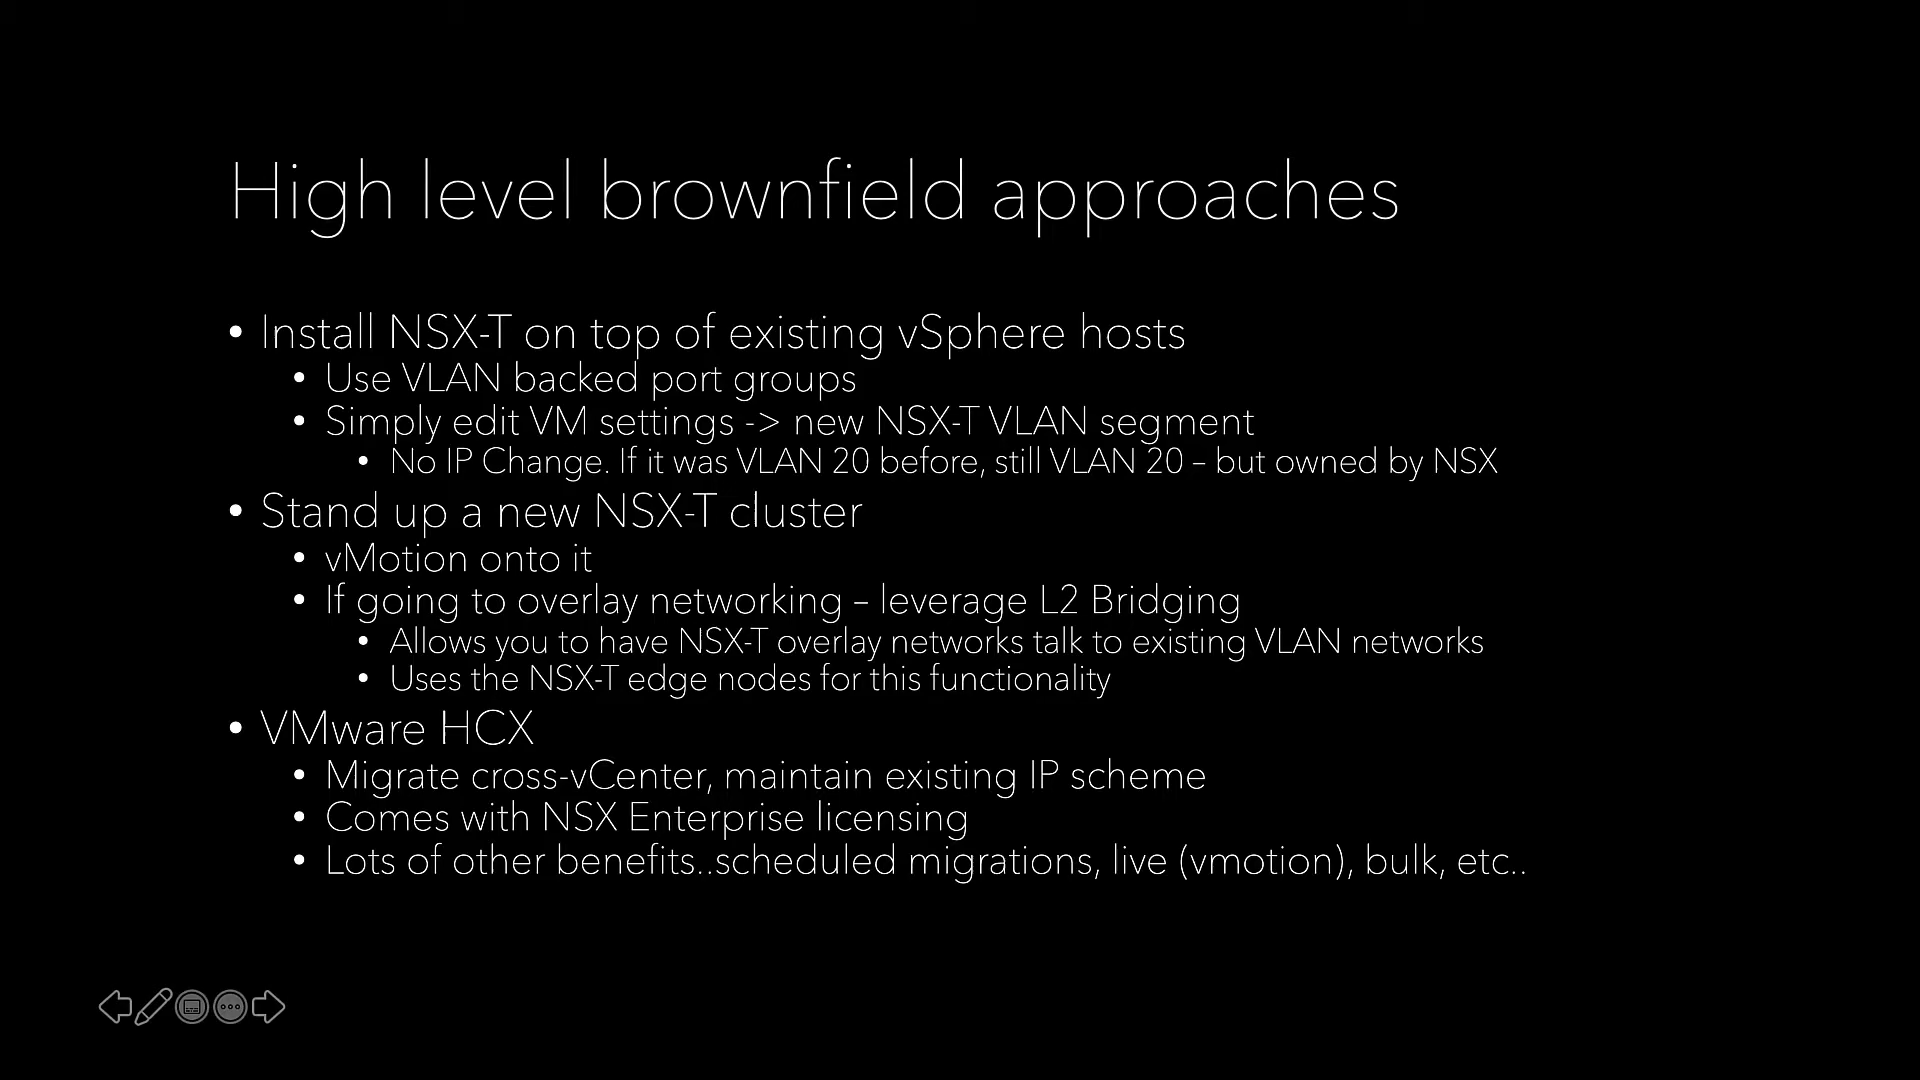 High level brownfield approaches
• Install NSX-T on top of existing vSphere hosts
• Use VLAN backed port groups
• Simply edit VM settings -> new NSX-T VLAN segment
• No IP Change. If it was VLAN 20 before, still VLAN 20 – but owned by NSX
• Stand up a new NSX-T cluster
• vMotion onto it
• If going to overlay networking – leverage L2 Bridging
• Allows you to have NSX-T overlay networks talk to existing VLAN networks
• Uses the NSX-T edge nodes for this functionality
• VMware HCX
• Migrate cross-vCenter, maintain existing IP scheme
• Comes with NSX Enterprise licensing
• Lots of other benefits..scheduled migrations, live (vmotion), bulk, etc..